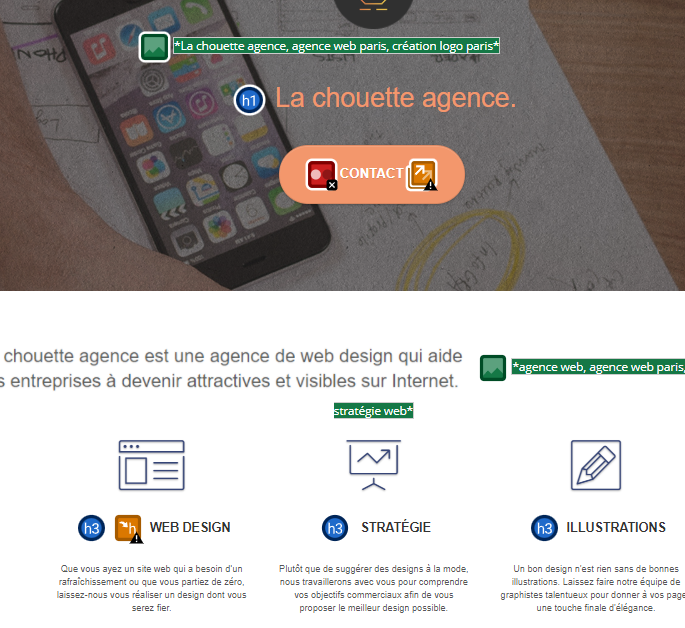 *La chouette agence, agence web paris, création logo paris*
h1 La chouette agence.
CONTACT
chouette agence est une agence de web design qui aide
s entreprises à devenir attractives et visibles sur Internet.
*agence web, agence web paris,
stratégie web*
h3 h WEB DESIGN
h3 STRATÉGIE
h3 ILLUSTRATIONS
Que vous ayez un site web qui a besoin d'un
rafraîchissement ou que vous partiez de zéro,
laissez-nous vous réaliser un design dont vous
serez fier.
Plutôt que de suggérer des designs à la mode,
nous travaillerons avec vous pour comprendre
vos objectifs commerciaux afin de vous
proposer le meilleur design possible.
Un bon design n'est rien sans de bonnes
illustrations. Laissez faire notre équipe de
graphistes talentueux pour donner à vos page
une touche finale d'élégance.